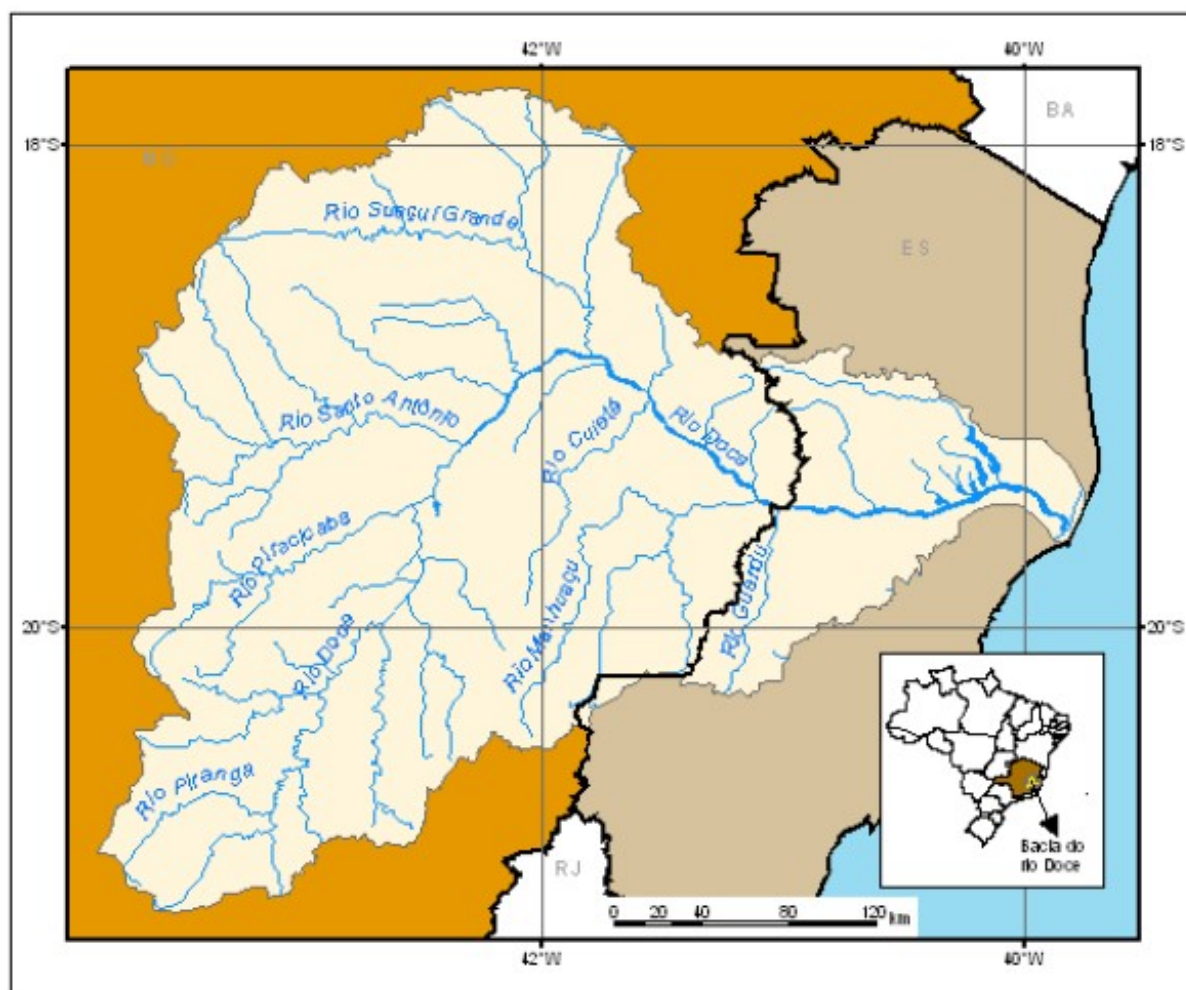 42°W
40°W
BA
18°S
18°S
MG
Rio Suaçuí Grande
ES
Rio Santo Antônio
Rio Cuieté
Rio Doce
Rio Piracicaba
Rio Manhuaçu
Rio Guandu
20°S
20°S
Rio Doce
Rio Piranga
Bacia do
rio Doce
RJ
0 20 40 80 120
km
42°W
40°W